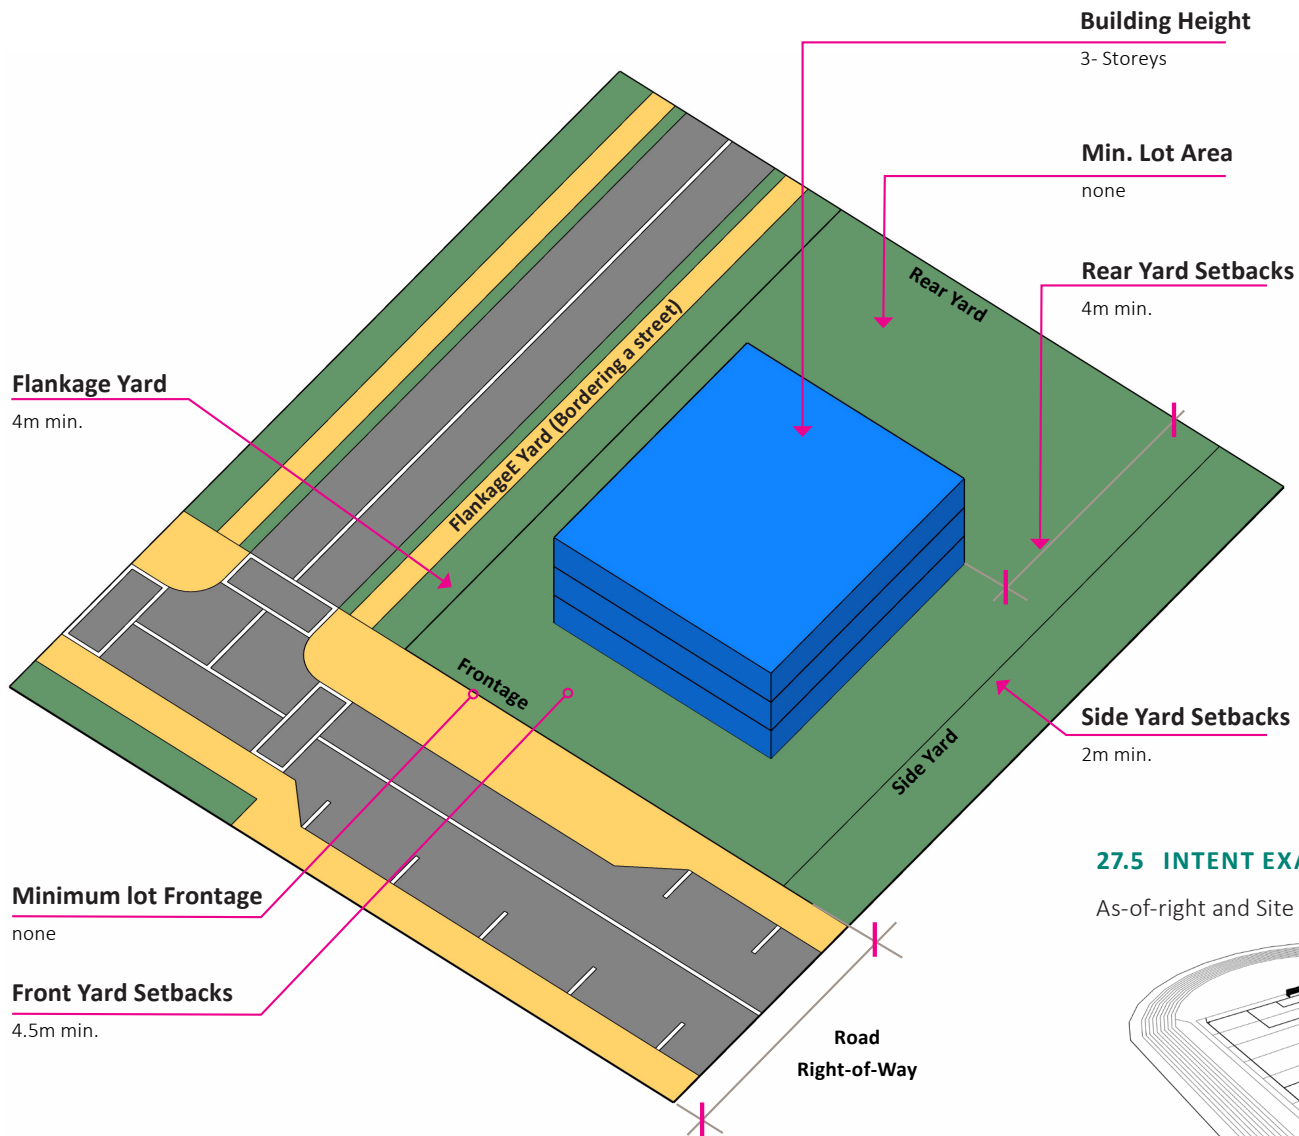 Building Height
3- Storeys
Min. Lot Area
none
Rear Yard Setbacks
4m min.
Rear Yard
Flankage Yard
4m min.
FlankageE Yard (Bordering a street)
Frontage
Side Yard
Side Yard Setbacks
2m min.
27.5 INTENT
As-of-right and Site
Minimum lot Frontage
none
Front Yard Setbacks
4.5m min.
Road
Right-of-Way